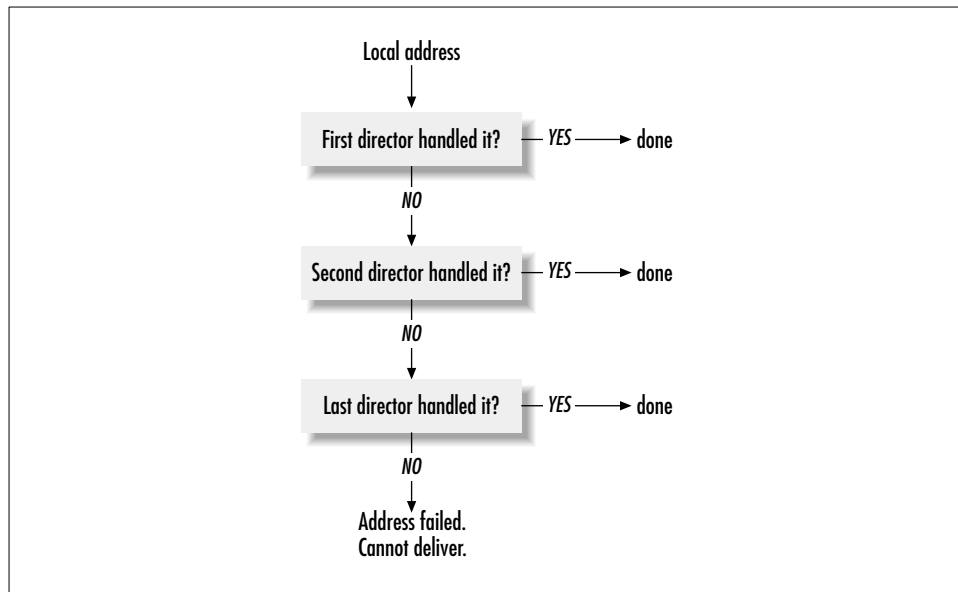 Local address
First director handled it? YES done
NO
Second director handled it? YES done
NO
Last director handled it? YES done
NO
Address failed.
Cannot deliver.